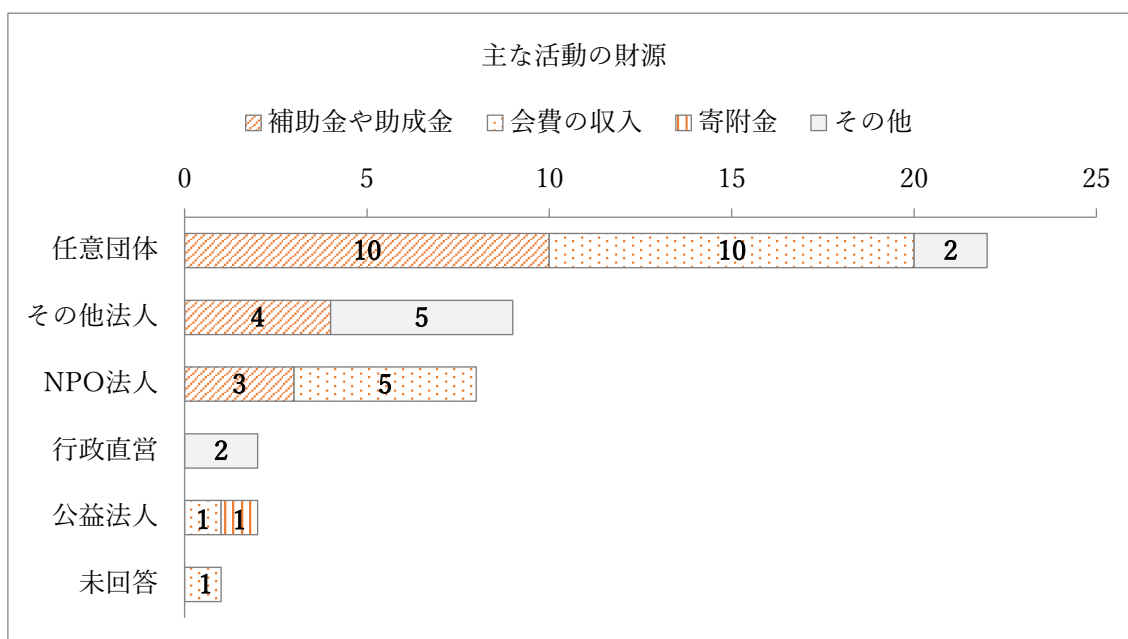 主な活動の財源
補助金や助成金 会費の収入 寄附金 その他
0 5 10 15 20 25
任意団体 10 10 2
その他法人 4 5
NPO法人 3 5
行政直営 2
公益法人 1 1
未回答 1